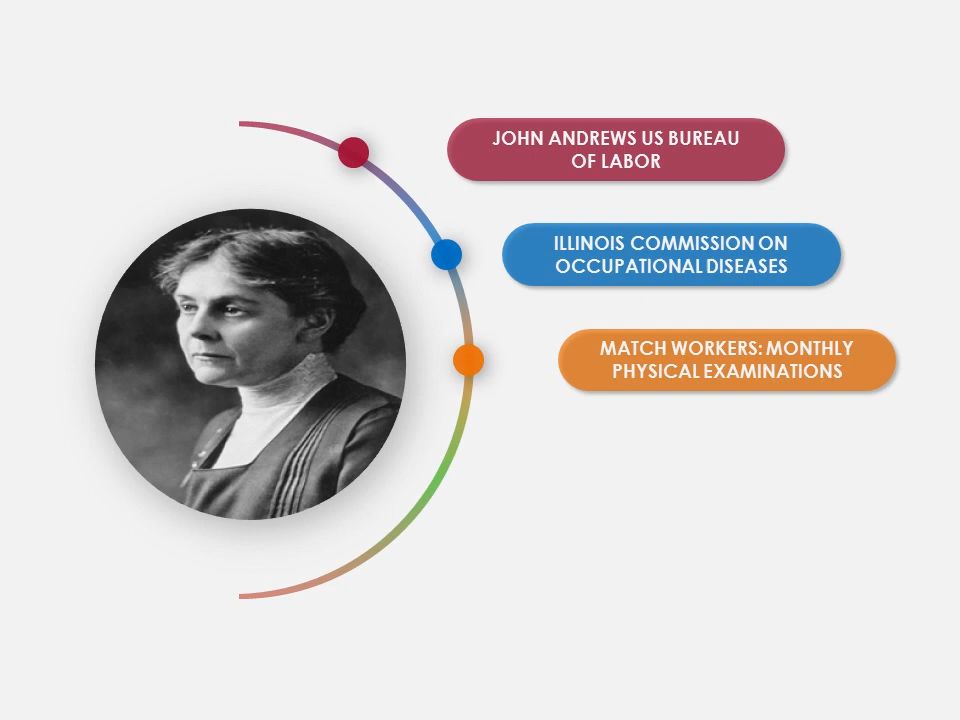 JOHN ANDREWS US BUREAU
OF LABOR
ILLINOIS COMMISSION ON
OCCUPATIONAL DISEASES
MATCH WORKERS: MONTHLY
PHYSICAL EXAMINATIONS